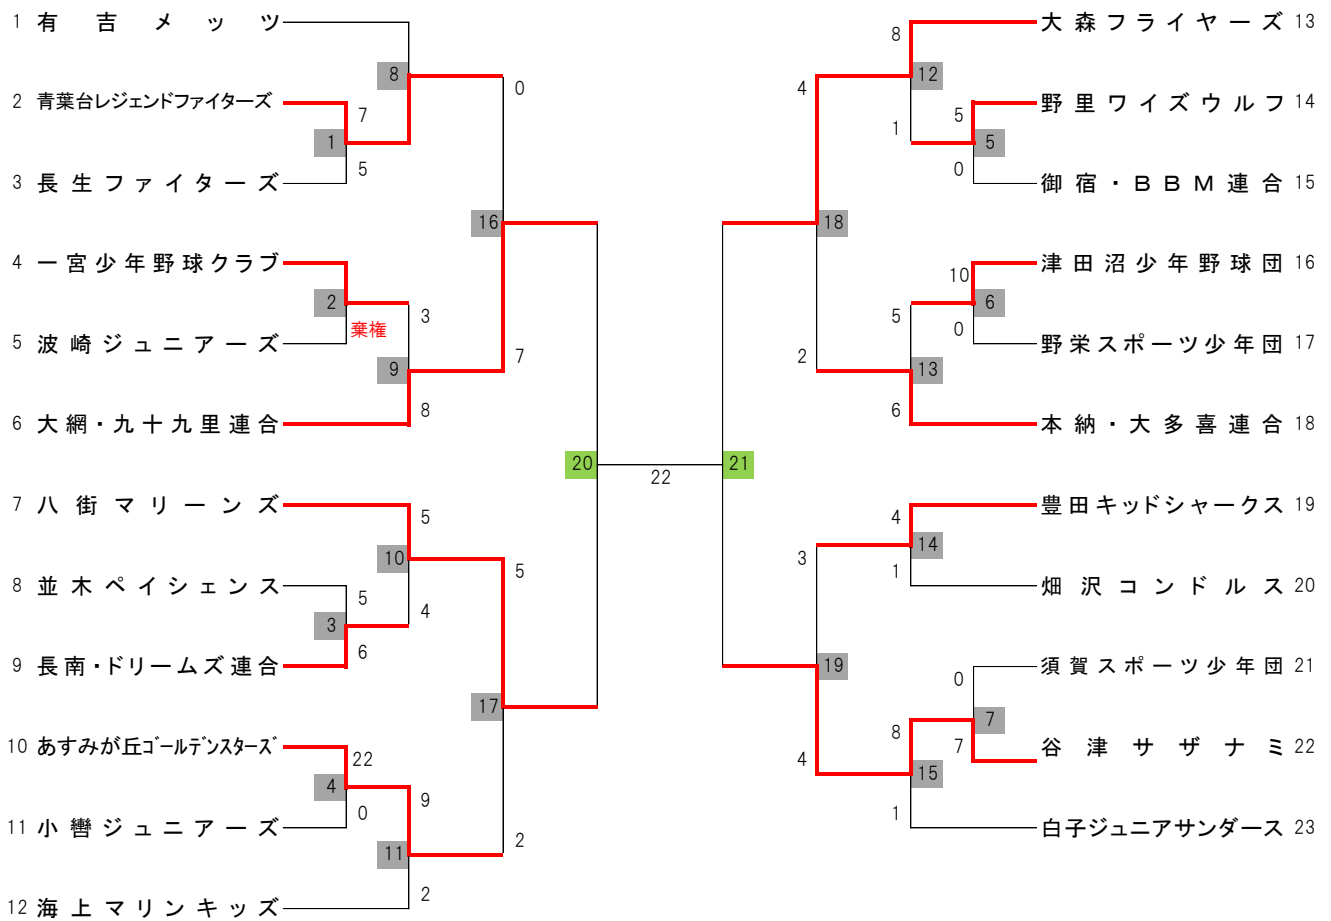 1 有吉メッツ
2 青葉台レジェンドファイターズ
3 長生ファイターズ
4 一宮少年野球クラブ
5 波崎ジュニアーズ
6 大網・九十九里連合
7 八街マリーンズ
8 並木ペイシェンス
9 長南・ドリームズ連合
10 あすみが丘ゴールデンスターズ
11 小轡ジュニアーズ
12 海上マリンキッズ
8
7
1
5
2
棄権
3
9
8
0
16
7
5
10
5
3
6
4
22
4
0
9
11
2
5
17
2
20
22
21
4
18
2
3
19
4
8
12
1
5
5
0
10
6
0
5
13
6
4
14
1
0
7
7
8
15
1
大森フライヤーズ 13
野里ワイズウルフ 14
御宿・ＢＢＭ連合 15
津田沼少年野球団 16
野栄スポーツ少年団 17
本納・大多喜連合 18
豊田キッドシャークス 19
畑沢コンドルス 20
須賀スポーツ少年団 21
谷津サザナミ 22
白子ジュニアサンダース 23